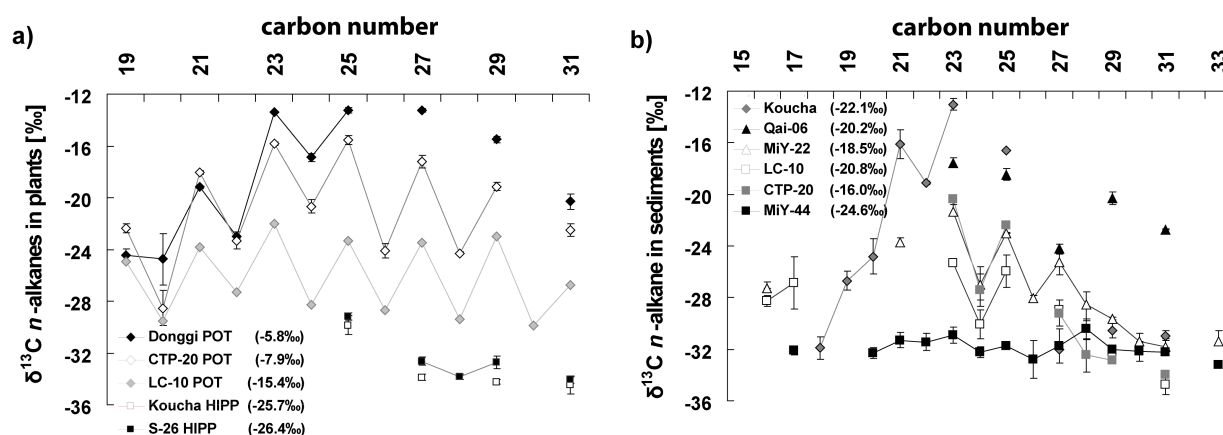 a)
carbon number
19 21 23 25 27 29 31
δ13C n-alkanes in plants [‰]
-12
-16
-20
-24
-28
-32
-36
Donggi POT (-5.8‰)
CTP-20 POT (-7.9‰)
LC-10 POT (-15.4‰)
Koucha HIPP (-25.7‰)
S-26 HIPP (-26.4‰)
b)
carbon number
15 17 19 21 23 25 27 29 31 33
δ13C n-alkane in sediments [‰]
-12
-16
-20
-24
-28
-32
-36
Koucha (-22.1‰)
Qai-06 (-20.2‰)
MiY-22 (-18.5‰)
LC-10 (-20.8‰)
CTP-20 (-16.0‰)
MiY-44 (-24.6‰)